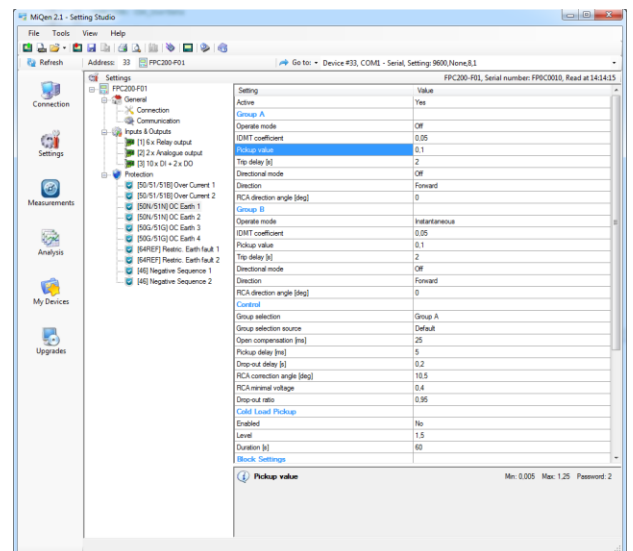 MiQen 2.1 - Setting Studio
File Tools View Help
Refresh Address: 33 FPC200-F01 Go to: Device #33, COM1 - Serial, Setting: 9600,None,8,1
Settings FPC200-F01, Serial number: FP0C0010, Read at 14:14:15
Connection
Settings
Measurements
Analysis
My Devices
Upgrades
FPC200-F01
General
Connection
Communication
Inputs & Outputs
[1] 6 x Relay output
[2] 2 x Analogue output
[3] 10 x DI + 2 x DO
Protection
[50/51/51B] Over Current 1
[50/51/51B] Over Current 2
[50N/51N] OC Earth 1
[50N/51N] OC Earth 2
[50G/51G] OC Earth 3
[50G/51G] OC Earth 4
[64REF] Restric. Earth fault 1
[64REF] Restric. Earth fault 2
[46] Negative Sequence 1
[46] Negative Sequence 2
Setting Value
Active Yes
Group A
Operate mode Off
IDMT coefficient 0,05
Pickup value 0,1
Trip delay [s] 2
Directional mode Off
Direction Forward
RCA direction angle [deg] 0
Group B
Operate mode Instantaneous
IDMT coefficient 0,05
Pickup value 0,1
Trip delay [s] 2
Directional mode Off
Direction Forward
RCA direction angle [deg] 0
Control
Group selection Group A
Group selection source Default
Open compensation [ms] 25
Pickup delay [ms] 5
Drop-out delay [s] 0,2
RCA correction angle [deg] 10,5
RCA minimal voltage 0,4
Drop-out ratio 0,95
Cold Load Pickup
Enabled No
Level 1,5
Duration [s] 60
Block Settings
Pickup value Min: 0,005 Max: 1,25 Password: 2